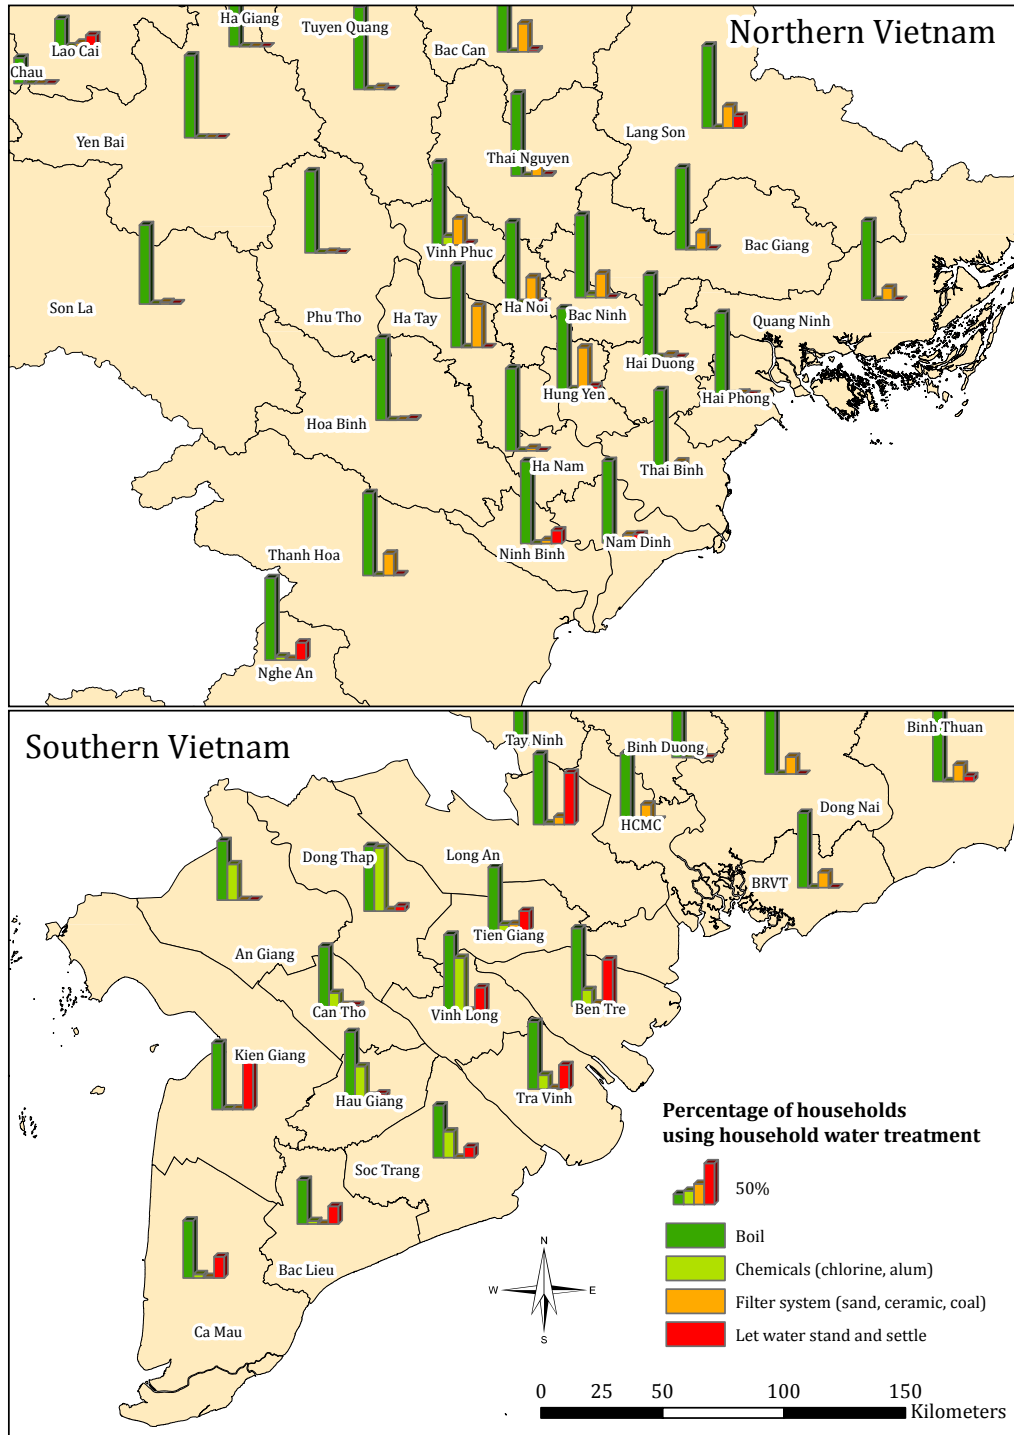 Ha Giang
Tuyen Quang
Northern Vietnam
Lao Cai
Bac Can
Chau
Yen Bai
Lang Son
Thai Nguyen
Vinh Phuc
Bac Giang
Son La
Phu Tho
Ha Tay
Ha Noi
Bac Ninh
Quang Ninh
Hai Duong
Hung Yen
Hai Phong
Hoa Binh
Ha Nam
Thai Binh
Thanh Hoa
Ninh Binh
Nam Dinh
Nghe An
Southern Vietnam
Tay Ninh
Binh Duong
Binh Thuan
Dong Nai
HCMC
Dong Thap
Long An
BRVT
Tien Giang
An Giang
Can Tho
Vinh Long
Ben Tre
Kien Giang
Hau Giang
Tra Vinh
Soc Trang
Bac Lieu
Ca Mau
Percentage of households
using household water treatment
50%
Boil
Chemicals (chlorine, alum)
Filter system (sand, ceramic, coal)
Let water stand and settle
N
W
E
S
0 25 50 100 150
Kilometers